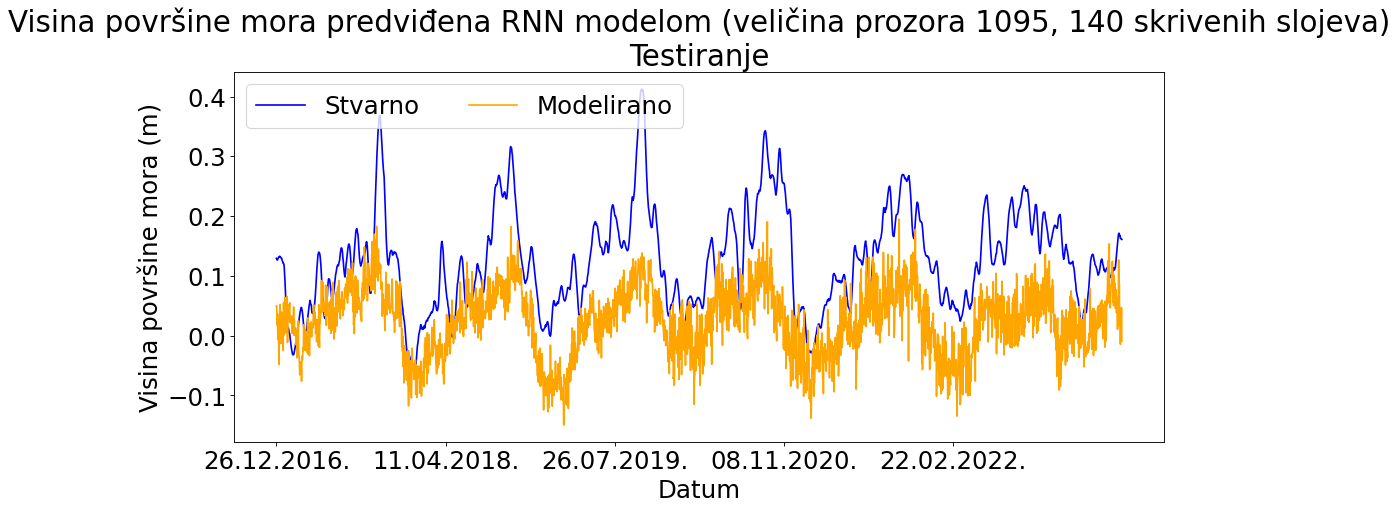 Visina površine mora predviđena RNN modelom (veličina prozora 1095, 140 skrivenih slojeva)
Testiranje
Stvarno
Modelirano
Visina površine mora (m)
0.4
0.3
0.2
0.1
0.0
−0.1
26.12.2016.
11.04.2018.
26.07.2019.
08.11.2020.
22.02.2022.
Datum